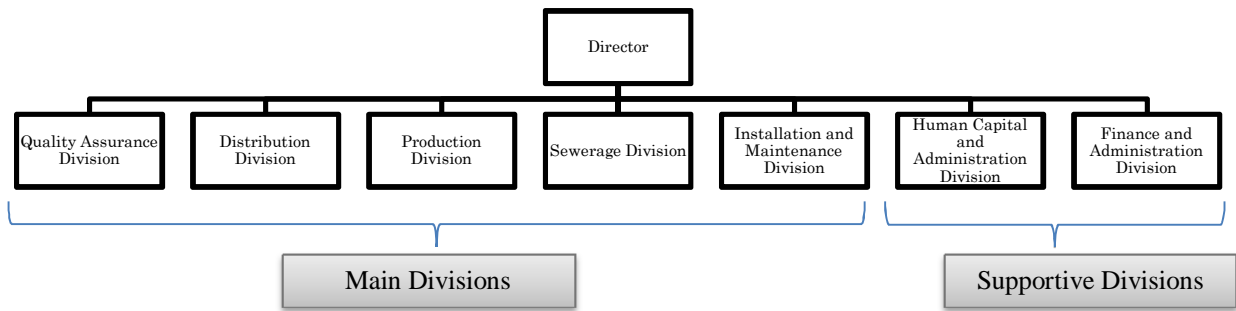 Director
Quality Assurance
Division
Distribution
Division
Production
Division
Sewerage Division
Installation and
Maintenance
Division
Human Capital
and
Administration
Division
Finance and
Administration
Division
Main Divisions
Supportive Divisions